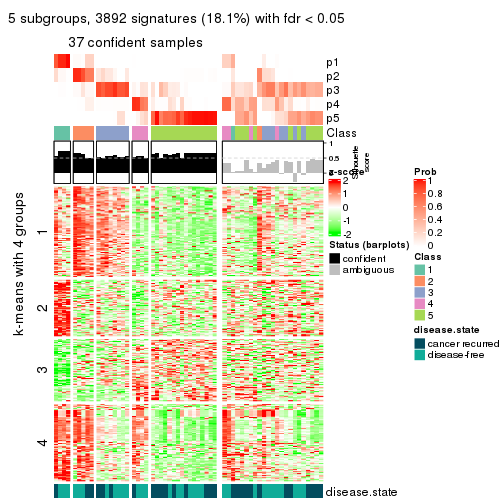 5 subgroups, 3892 signatures (18.1%) with fdr < 0.05
37 confident samples
p1
p2
p3
p4
p5
Class
1
0.5
0
Silhouette
score
k-means with 4 groups
1
2
3
4
disease.state
z-score
2
1
0
-1
-2
Status (barplots)
confident
ambiguous
Prob
1
0.8
0.6
0.4
0.2
0
Class
1
2
3
4
5
disease.state
cancer recurred
disease-free